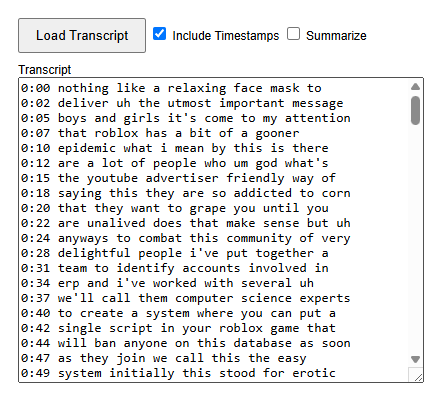 Load Transcript
Include Timestamps
Summarize
Transcript
0:00 nothing like a relaxing face mask to
0:02 deliver uh the utmost important message
0:05 boys and girls it's come to my attention
0:07 that roblox has a bit of a gooner
0:10 epidemic what i mean by this is there
0:12 are a lot of people who um god what's
0:15 the youtube advertiser friendly way of
0:18 saying this they are so addicted to corn
0:20 that they want to grape you until you
0:22 are unalived does that make sense but uh
0:24 anyways to combat this community of very
0:28 delightful people i've put together a
0:31 team to identify accounts involved in
0:34 erp and i've worked with several uh
0:37 we'll call them computer science experts
0:40 to create a system where you can put a
0:42 single script in your roblox game that
0:44 will ban anyone on this database as soon
0:47 as they join we call this the easy
0:49 system initially this stood for erotic